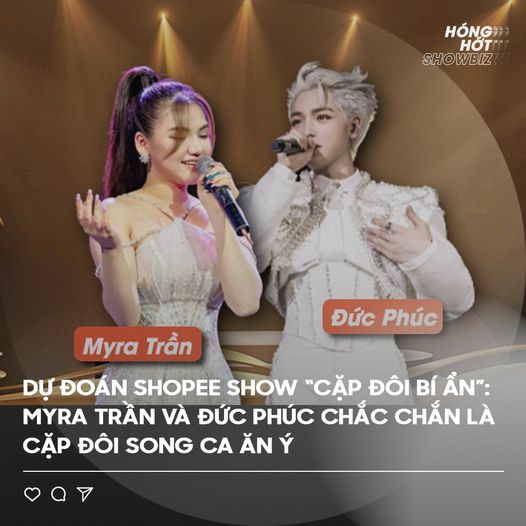 HÓNG
HỚT
SHOWBIZ
Myra Trần
Đức Phúc
DỰ ĐOÁN SHOPEE SHOW “CẶP ĐÔI BÍ ẨN”:
MYRA TRẦN VÀ ĐỨC PHÚC CHẮC CHẮN LÀ
CẶP ĐÔI SONG CA ĂN Ý